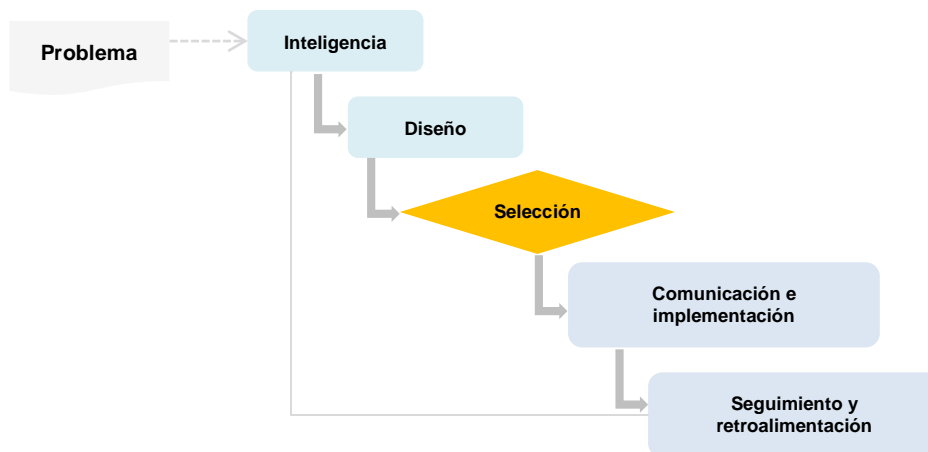 Problema
Inteligencia
Diseño
Selección
Comunicación e
implementación
Seguimiento y
retroalimentación